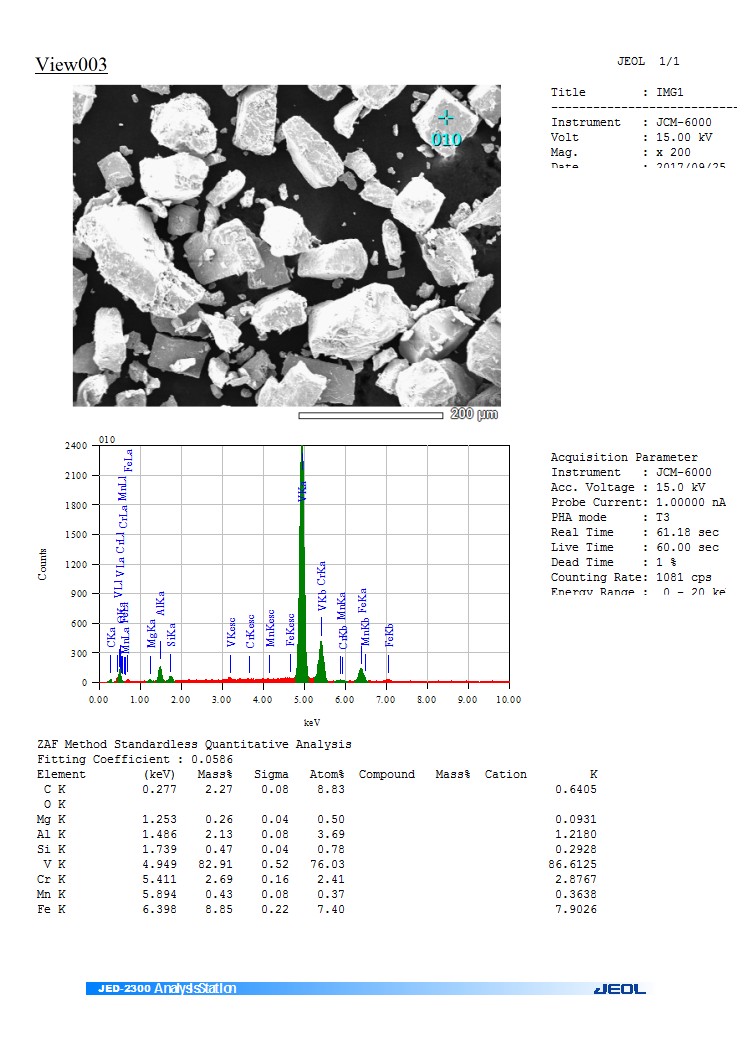 View003
JEOL 1/1
Title : IMG1
---------------------------
Instrument : JCM-6000
Volt : 15.00 kV
Mag. : x 200
Date : 2017/09/25
010
200 µm
010
Counts
2400
2100
1800
1500
1200
900
600
300
0
CKa
VLl VLa CrLl CrLa MnLl FeLa
OKa
MnLa FeLa
MgKa
AlKa
SiKa
VKesc
CrKesc
MnKesc
FeKesc
VKa
VKb CrKa
CrKb MnKa
MnKb FeKa
FeKb
0.00 1.00 2.00 3.00 4.00 5.00 6.00 7.00 8.00 9.00 10.00
keV
Acquisition Parameter
Instrument : JCM-6000
Acc. Voltage : 15.0 kV
Probe Current: 1.00000 nA
PHA mode : T3
Real Time : 61.18 sec
Live Time : 60.00 sec
Dead Time : 1 %
Counting Rate: 1081 cps
Energy Range : 0 - 20 ke
ZAF Method Standardless Quantitative Analysis
Fitting Coefficient : 0.0586
Element (keV) Mass% Sigma Atom% Compound Mass% Cation K
C K 0.277 2.27 0.08 8.83 0.6405
O K
Mg K 1.253 0.26 0.04 0.50 0.0931
Al K 1.486 2.13 0.08 3.69 1.2180
Si K 1.739 0.47 0.04 0.78 0.2928
V K 4.949 82.91 0.52 76.03 86.6125
Cr K 5.411 2.69 0.16 2.41 2.8767
Mn K 5.894 0.43 0.08 0.37 0.3638
Fe K 6.398 8.85 0.22 7.40 7.9026
JED-2300 AnalysisStation
JEOL